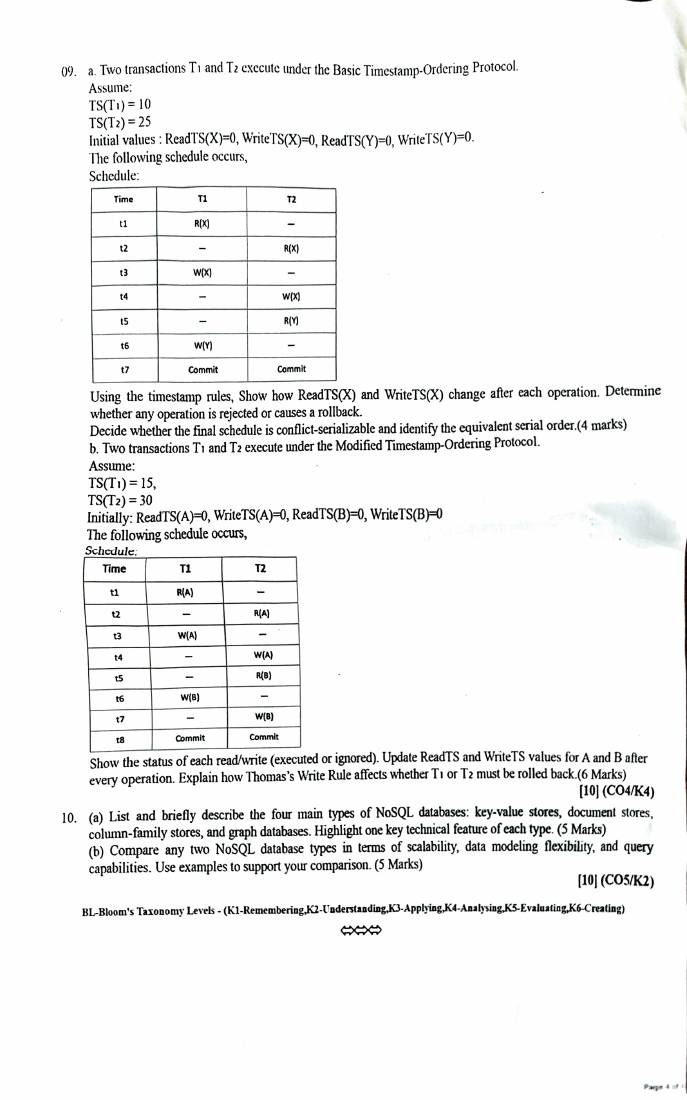 09. a. Two transactions T1 and T2 execute under the Basic Timestamp-Ordering Protocol.
Assume:
TS(T1) = 10
TS(T2) = 25
Initial values : ReadTS(X)=0, WriteTS(X)=0, ReadTS(Y)=0, WriteTS(Y)=0.
The following schedule occurs,
Schedule:
Time T1 T2
t1 R(X) –
t2 – R(X)
t3 W(X) –
t4 – W(X)
t5 – R(Y)
t6 W(Y) –
t7 Commit Commit
Using the timestamp rules, Show how ReadTS(X) and WriteTS(X) change after each operation. Determine
whether any operation is rejected or causes a rollback.
Decide whether the final schedule is conflict-serializable and identify the equivalent serial order.(4 marks)
b. Two transactions T1 and T2 execute under the Modified Timestamp-Ordering Protocol.
Assume:
TS(T1) = 15,
TS(T2) = 30
Initially: ReadTS(A)=0, WriteTS(A)=0, ReadTS(B)=0, WriteTS(B)=0
The following schedule occurs,
Schedule:
Time T1 T2
t1 R(A) –
t2 – R(A)
t3 W(A) –
t4 – W(A)
t5 – R(B)
t6 W(B) –
t7 – W(B)
t8 Commit Commit
Show the status of each read/write (executed or ignored). Update ReadTS and WriteTS values for A and B after
every operation. Explain how Thomas's Write Rule affects whether T1 or T2 must be rolled back.(6 Marks)
[10] (CO4/K4)
10. (a) List and briefly describe the four main types of NoSQL databases: key-value stores, document stores,
column-family stores, and graph databases. Highlight one key technical feature of each type. (5 Marks)
(b) Compare any two NoSQL database types in terms of scalability, data modeling flexibility, and query
capabilities. Use examples to support your comparison. (5 Marks)
[10] (CO5/K2)
BL-Bloom's Taxonomy Levels - (K1-Remembering,K2-Understanding,K3-Applying,K4-Analysing,K5-Evaluating,K6-Creating)
Page 4 of